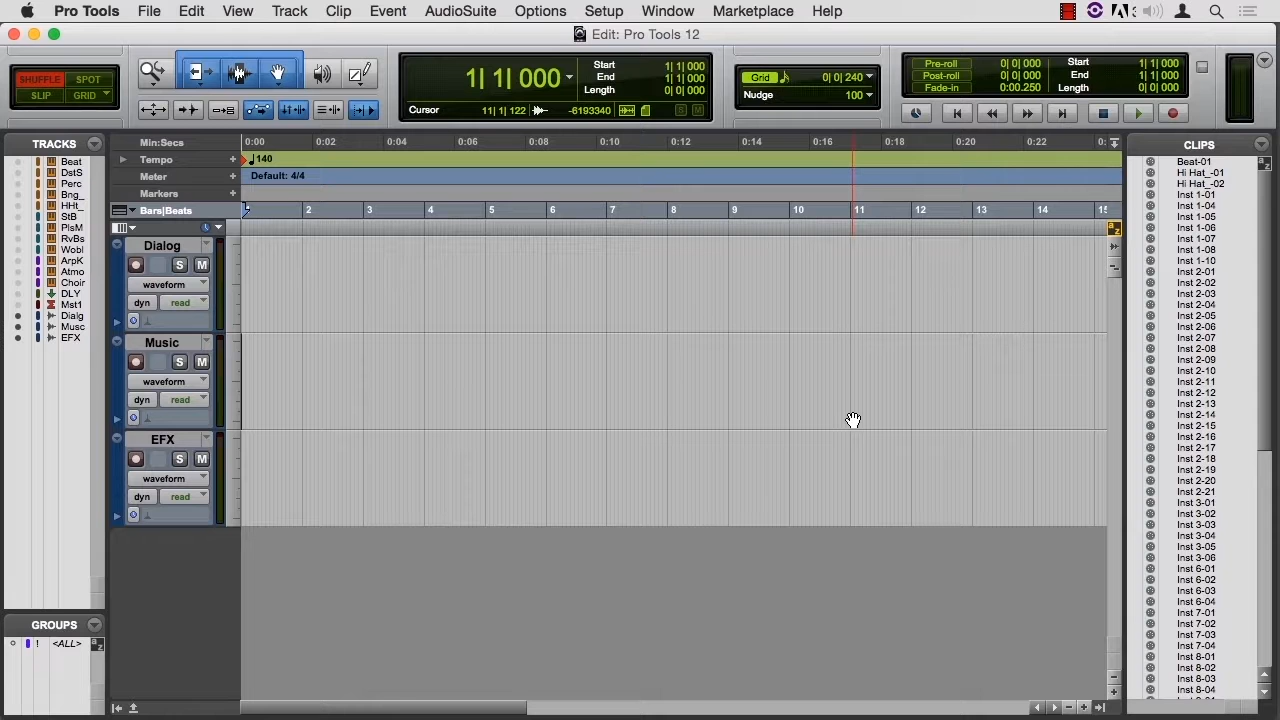 Pro Tools File Edit View Track Clip Event AudioSuite Options Setup Window Marketplace Help
Edit: Pro Tools 12
SHUFFLE SPOT
SLIP GRID
1| 1| 000
Start 1| 1| 000
End 1| 1| 000
Length 0| 0| 000
Cursor 11| 1| 122 -6193340
Grid 0| 0| 240
Nudge 100
Pre-roll 0| 0| 000
Post-roll 0| 0| 000
Fade-in 0:00.250
Start 1| 1| 000
End 1| 1| 000
Length 0| 0| 000
TRACKS
Beat
DstS
Perc
Bng_
HHt_
StB
PlsM
RvBs
Wobl
ArpK
Atmo
Choir
DLY
Mst1
Dialg
Musc
EFX
GROUPS
! <ALL>
Min:Secs 0:00 0:02 0:04 0:06 0:08 0:10 0:12 0:14 0:16 0:18 0:20 0:22
Tempo 140
Meter Default: 4/4
Markers
Bars|Beats 2 3 4 5 6 7 8 9 10 11 12 13 14 15
Dialog
S M
waveform
dyn read
Music
S M
waveform
dyn read
EFX
S M
waveform
dyn read
CLIPS
Beat-01
Hi Hat_-01
Hi Hat_-02
Inst 1-01
Inst 1-04
Inst 1-05
Inst 1-06
Inst 1-07
Inst 1-08
Inst 1-10
Inst 2-01
Inst 2-02
Inst 2-03
Inst 2-04
Inst 2-05
Inst 2-06
Inst 2-07
Inst 2-08
Inst 2-09
Inst 2-10
Inst 2-11
Inst 2-12
Inst 2-13
Inst 2-14
Inst 2-15
Inst 2-16
Inst 2-17
Inst 2-18
Inst 2-19
Inst 2-20
Inst 2-21
Inst 3-01
Inst 3-02
Inst 3-03
Inst 3-04
Inst 3-05
Inst 3-06
Inst 6-01
Inst 6-02
Inst 6-03
Inst 6-04
Inst 7-01
Inst 7-02
Inst 7-03
Inst 7-04
Inst 8-01
Inst 8-02
Inst 8-03
Inst 8-04